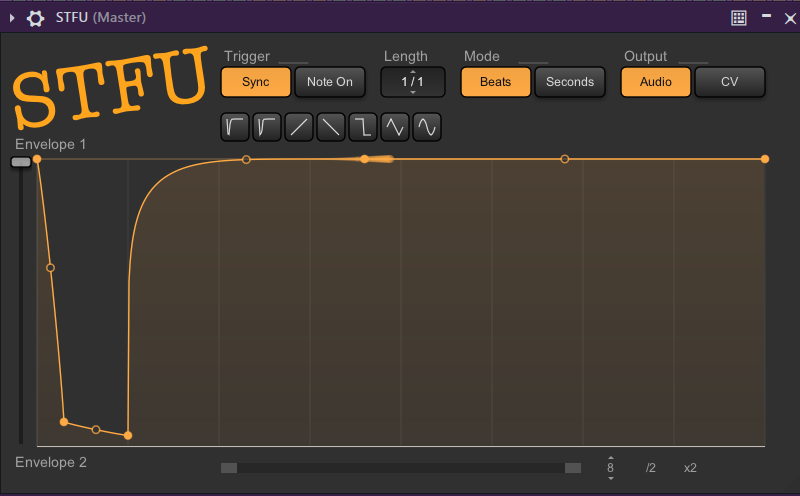 STFU (Master)
STFU
Trigger
Length
Mode
Output
Sync
Note On
1 / 1
Beats
Seconds
Audio
CV
Envelope 1
Envelope 2
8
/2
x2